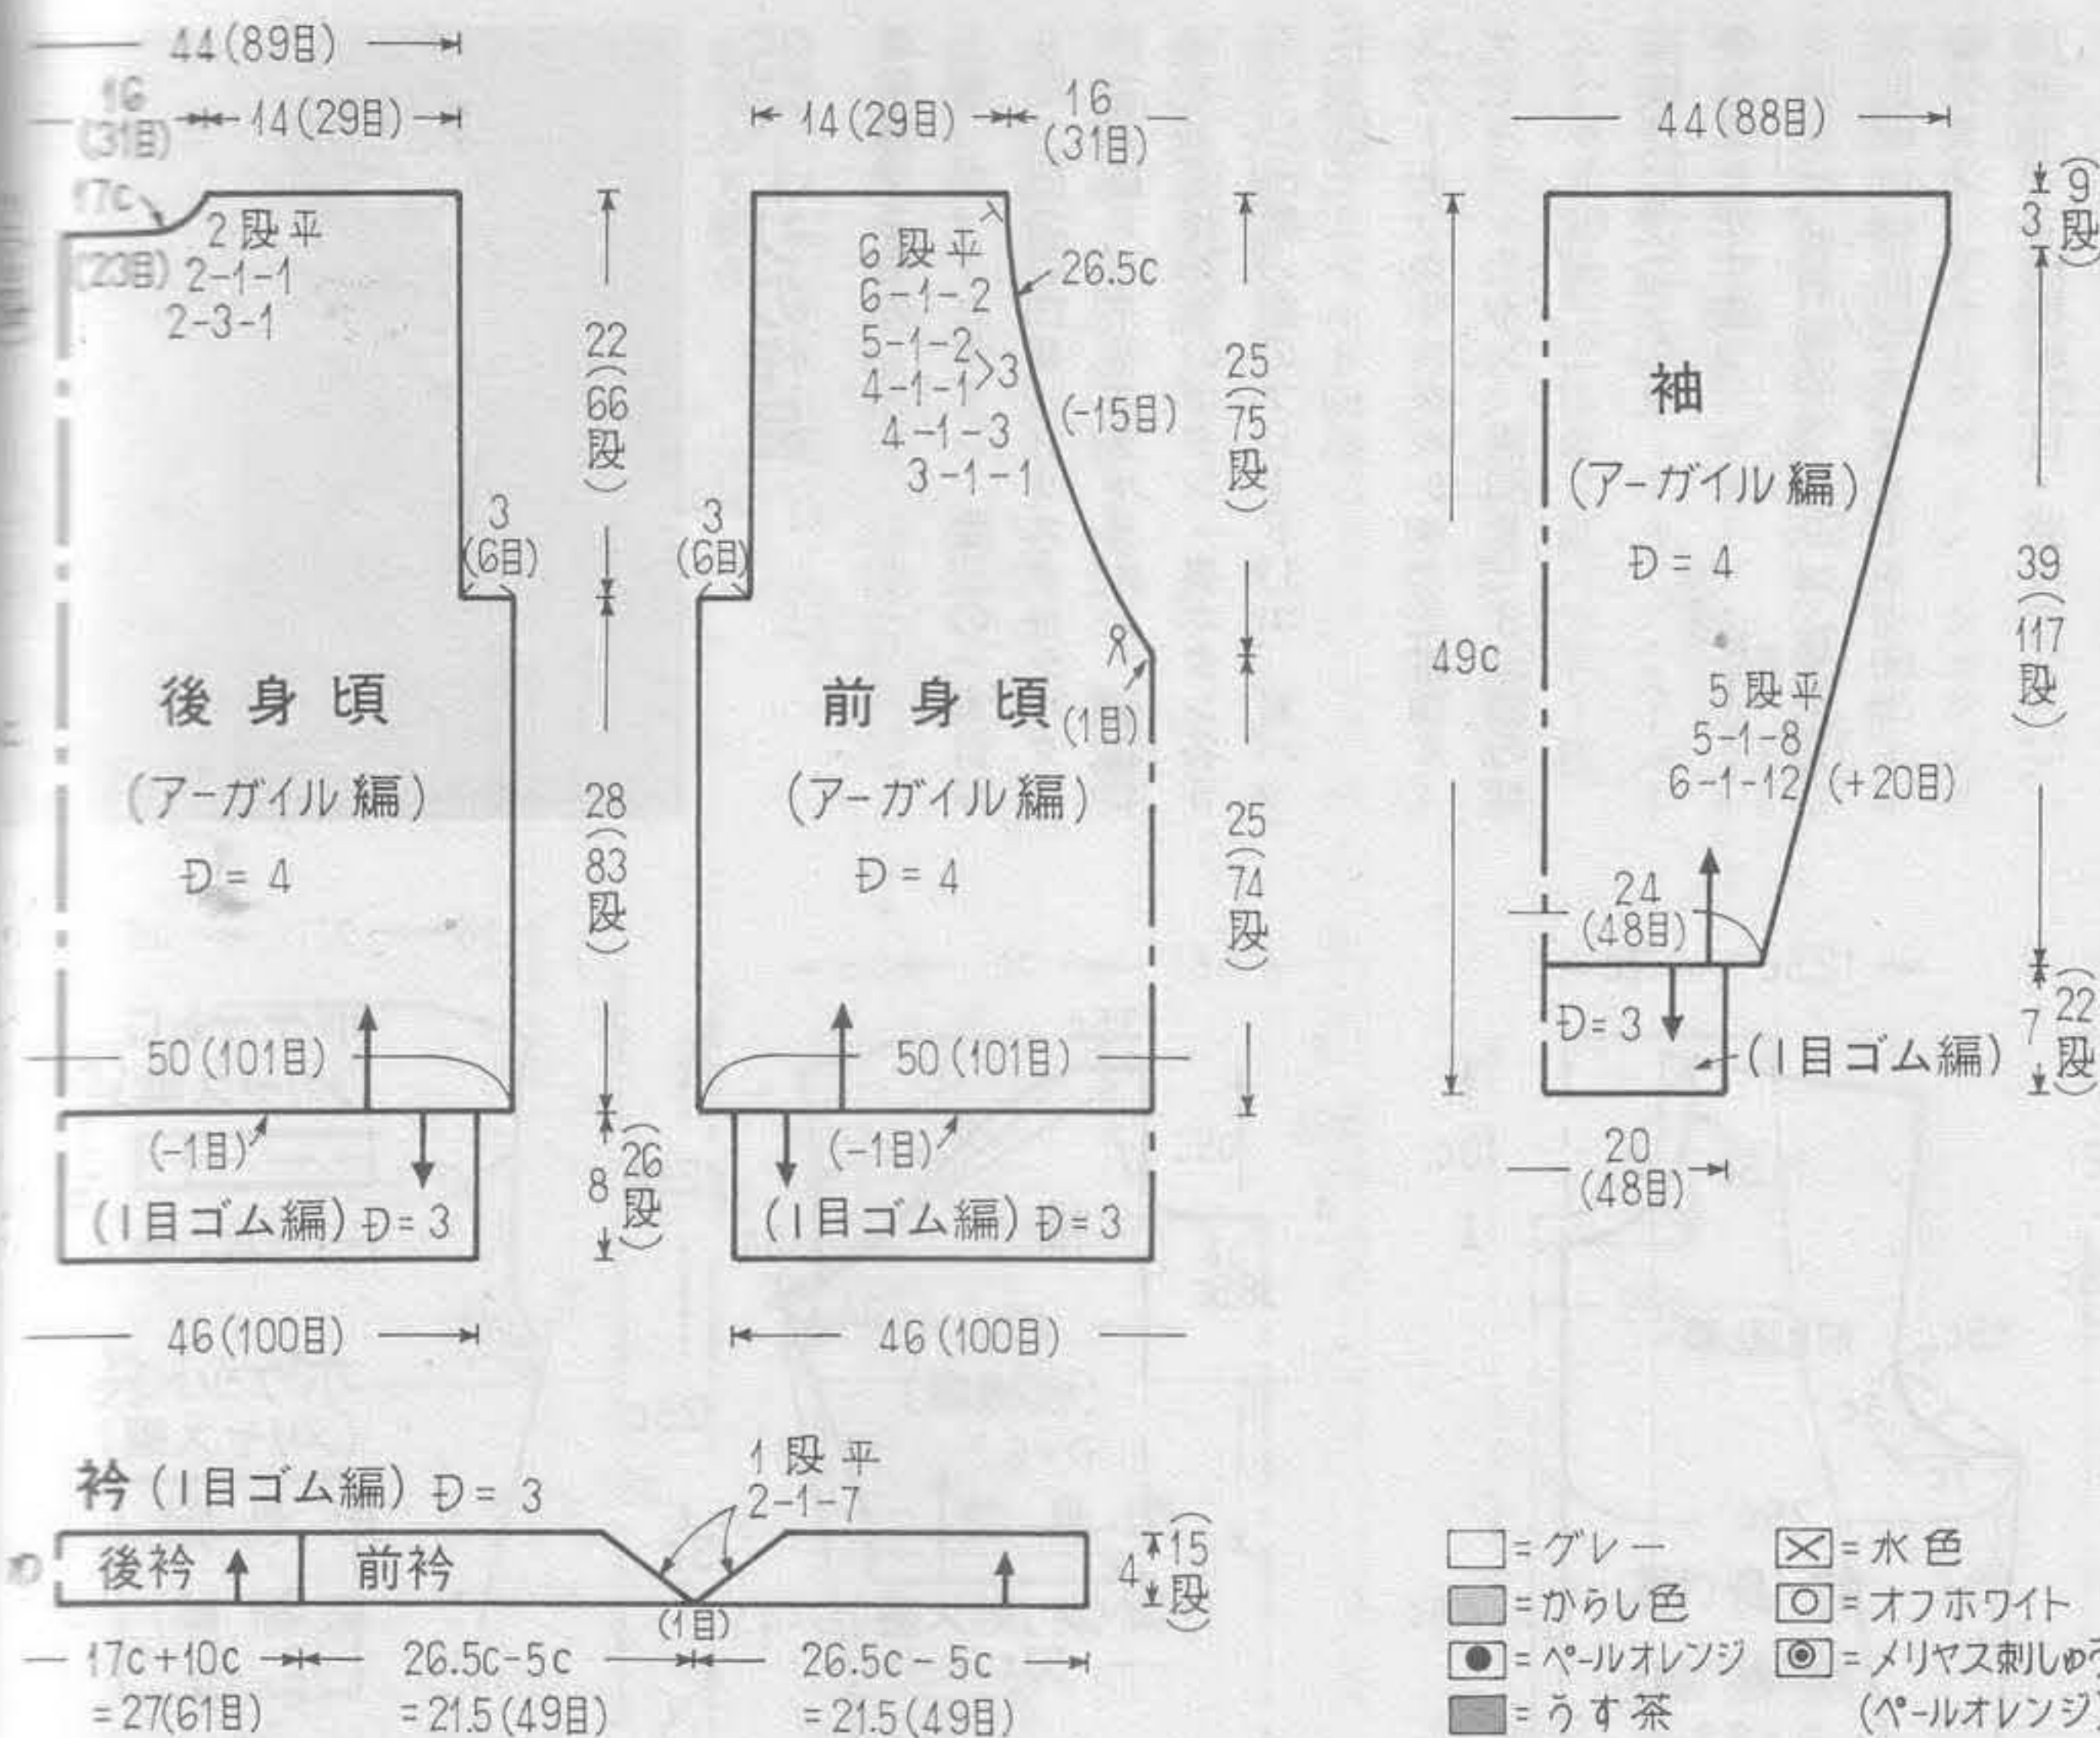 44(89目)
16
(31目)
14(29目)
17c
2段平
(23目) 2-1-1
2-3-1
3
(6目)
22(66段)
後身頃
(アーガイル編)
Ð = 4
28(83段)
50(101目)
(-1目)
(1目ゴム編) Ð = 3
8(26段)
46(100目)
14(29目)
16
(31目)
6段平
6-1-2
26.5c
5-1-2
4-1-1>3
4-1-3
3-1-1
(-15目)
25(75段)
3
(6目)
前身頃
(1目)
(アーガイル編)
Ð = 4
25(74段)
50(101目)
(-1目)
(1目ゴム編) Ð = 3
46(100目)
44(88目)
3(9段)
袖
(アーガイル編)
Ð = 4
49c
39(117段)
5段平
5-1-8
6-1-12 (+20目)
24
(48目)
Ð = 3
(1目ゴム編)
7(22段)
20
(48目)
衿(1目ゴム編) Ð = 3
1段平
2-1-7
後衿
前衿
4(15段)
(1目)
17c+10c
=27(61目)
26.5c-5c
=21.5(49目)
26.5c-5c
=21.5(49目)
=グレー
=からし色
=ペールオレンジ
=うす茶
=水色
=オフホワイト
=メリヤス刺しゅう
(ペールオレンジ)